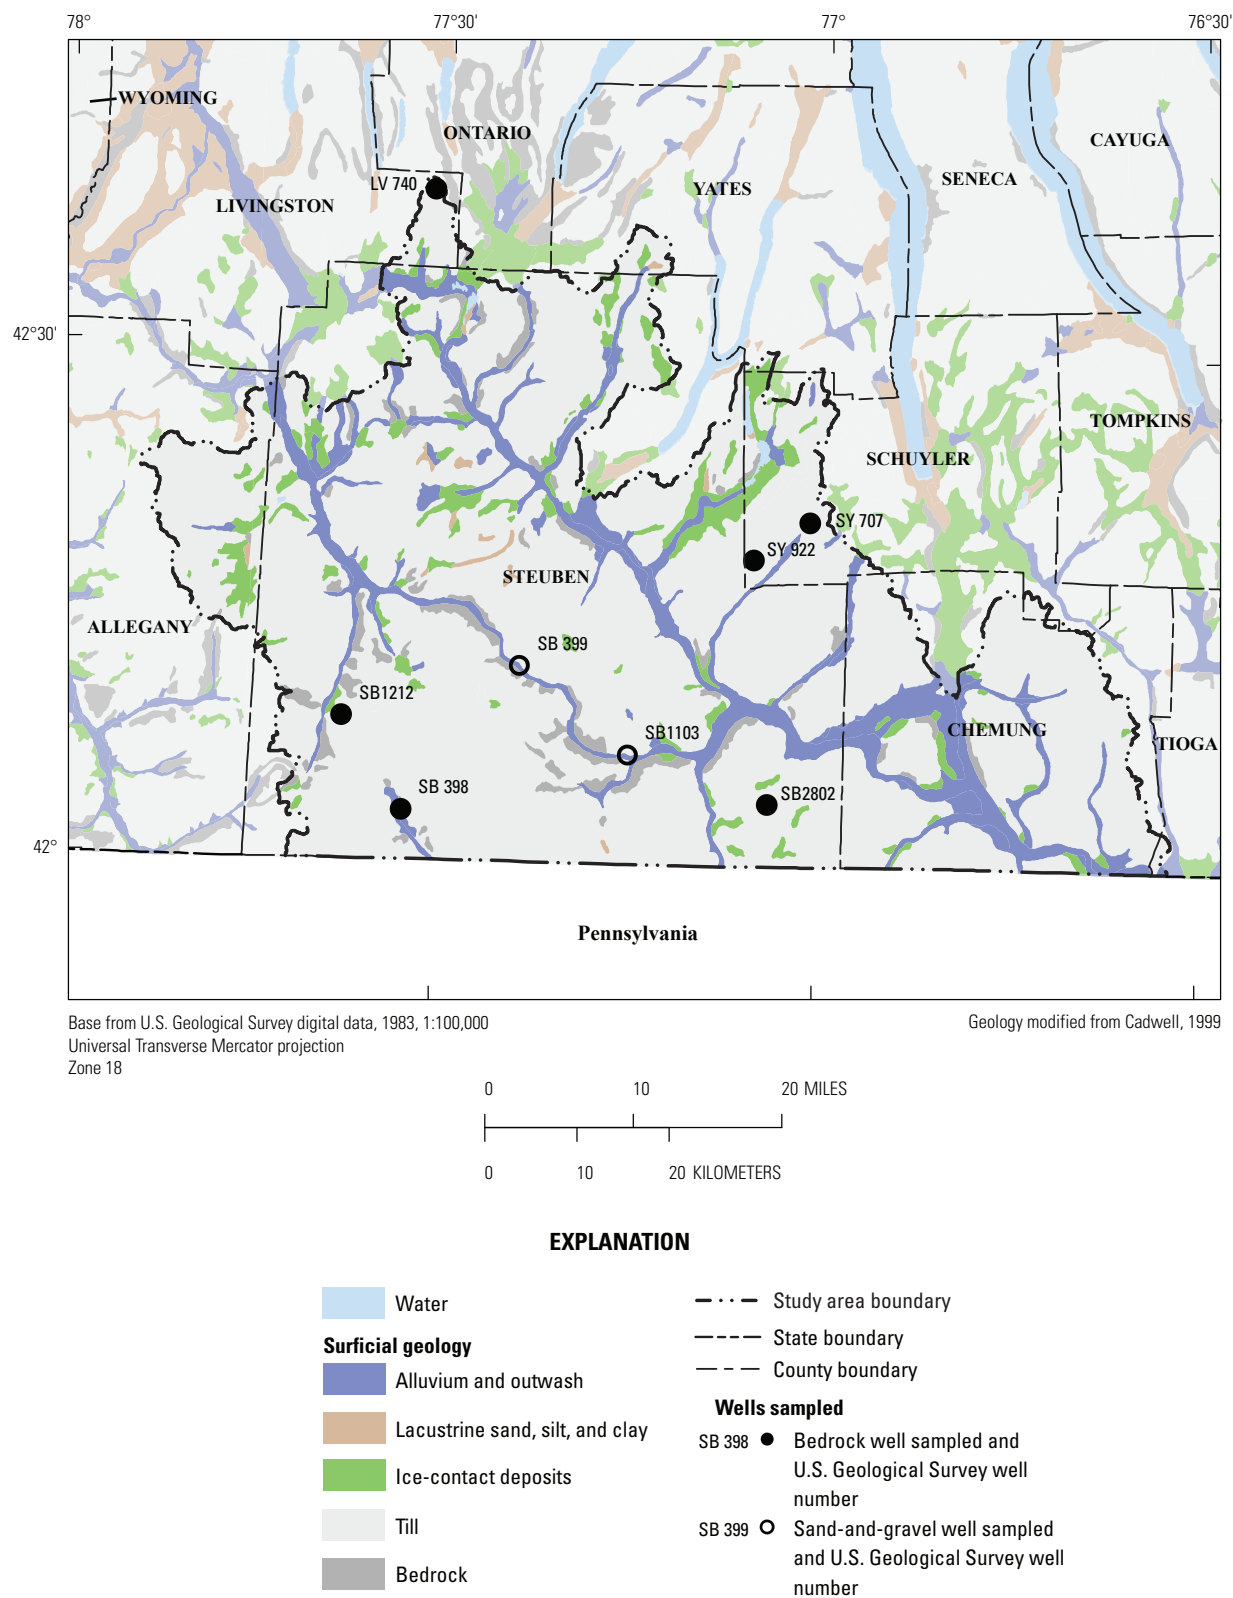 78°
77°30'
77°
76°30'
WYOMING
ONTARIO
CAYUGA
LV 740
YATES
SENECA
LIVINGSTON
42°30'
TOMPKINS
SCHUYLER
SY 707
SY 922
STEUBEN
ALLEGANY
SB 399
SB1212
SB1103
CHEMUNG
TIOGA
SB 398
SB2802
42°
Pennsylvania
Base from U.S. Geological Survey digital data, 1983, 1:100,000
Universal Transverse Mercator projection
Zone 18
Geology modified from Cadwell, 1999
0 10 20 MILES
0 10 20 KILOMETERS
EXPLANATION
Water
Surficial geology
Alluvium and outwash
Lacustrine sand, silt, and clay
Ice-contact deposits
Till
Bedrock
Study area boundary
State boundary
County boundary
Wells sampled
SB 398 Bedrock well sampled and
U.S. Geological Survey well
number
SB 399 Sand-and-gravel well sampled
and U.S. Geological Survey well
number